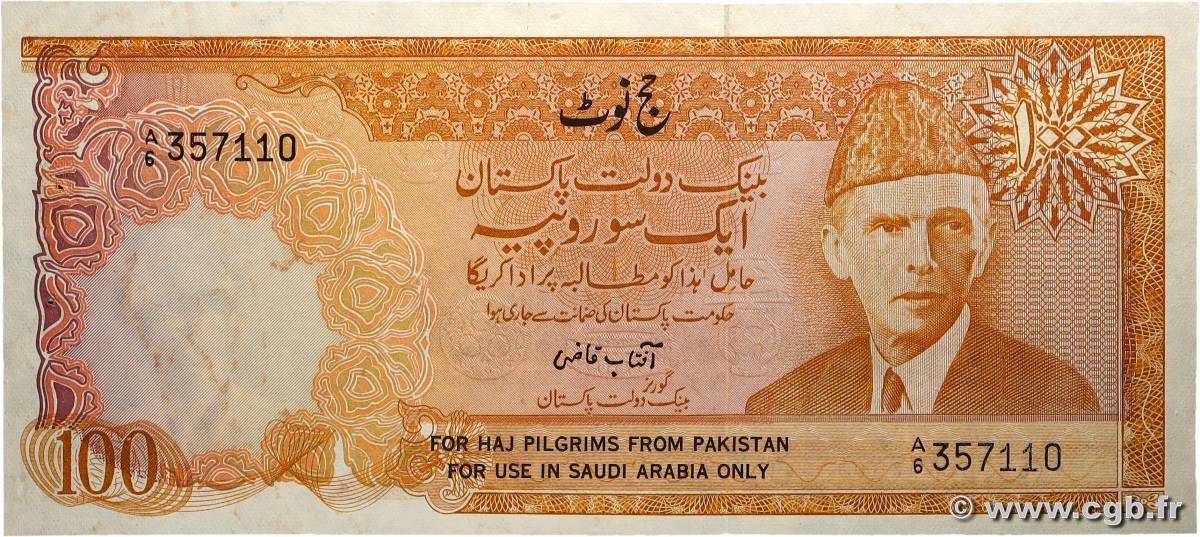 حج نوٹ
A/6 357110
بینک دولت پاکستان
ایک سو روپیہ
حامل ہٰذا کو مطالبہ پر ادا کریگا
حکومت پاکستان کی ضمانت سے جاری ہوا
آفتاب قاضی
گورنر
بینک دولت پاکستان
۱۰۰
100
FOR HAJ PILGRIMS FROM PAKISTAN
FOR USE IN SAUDI ARABIA ONLY
A/6 357110
© www.cgb.fr